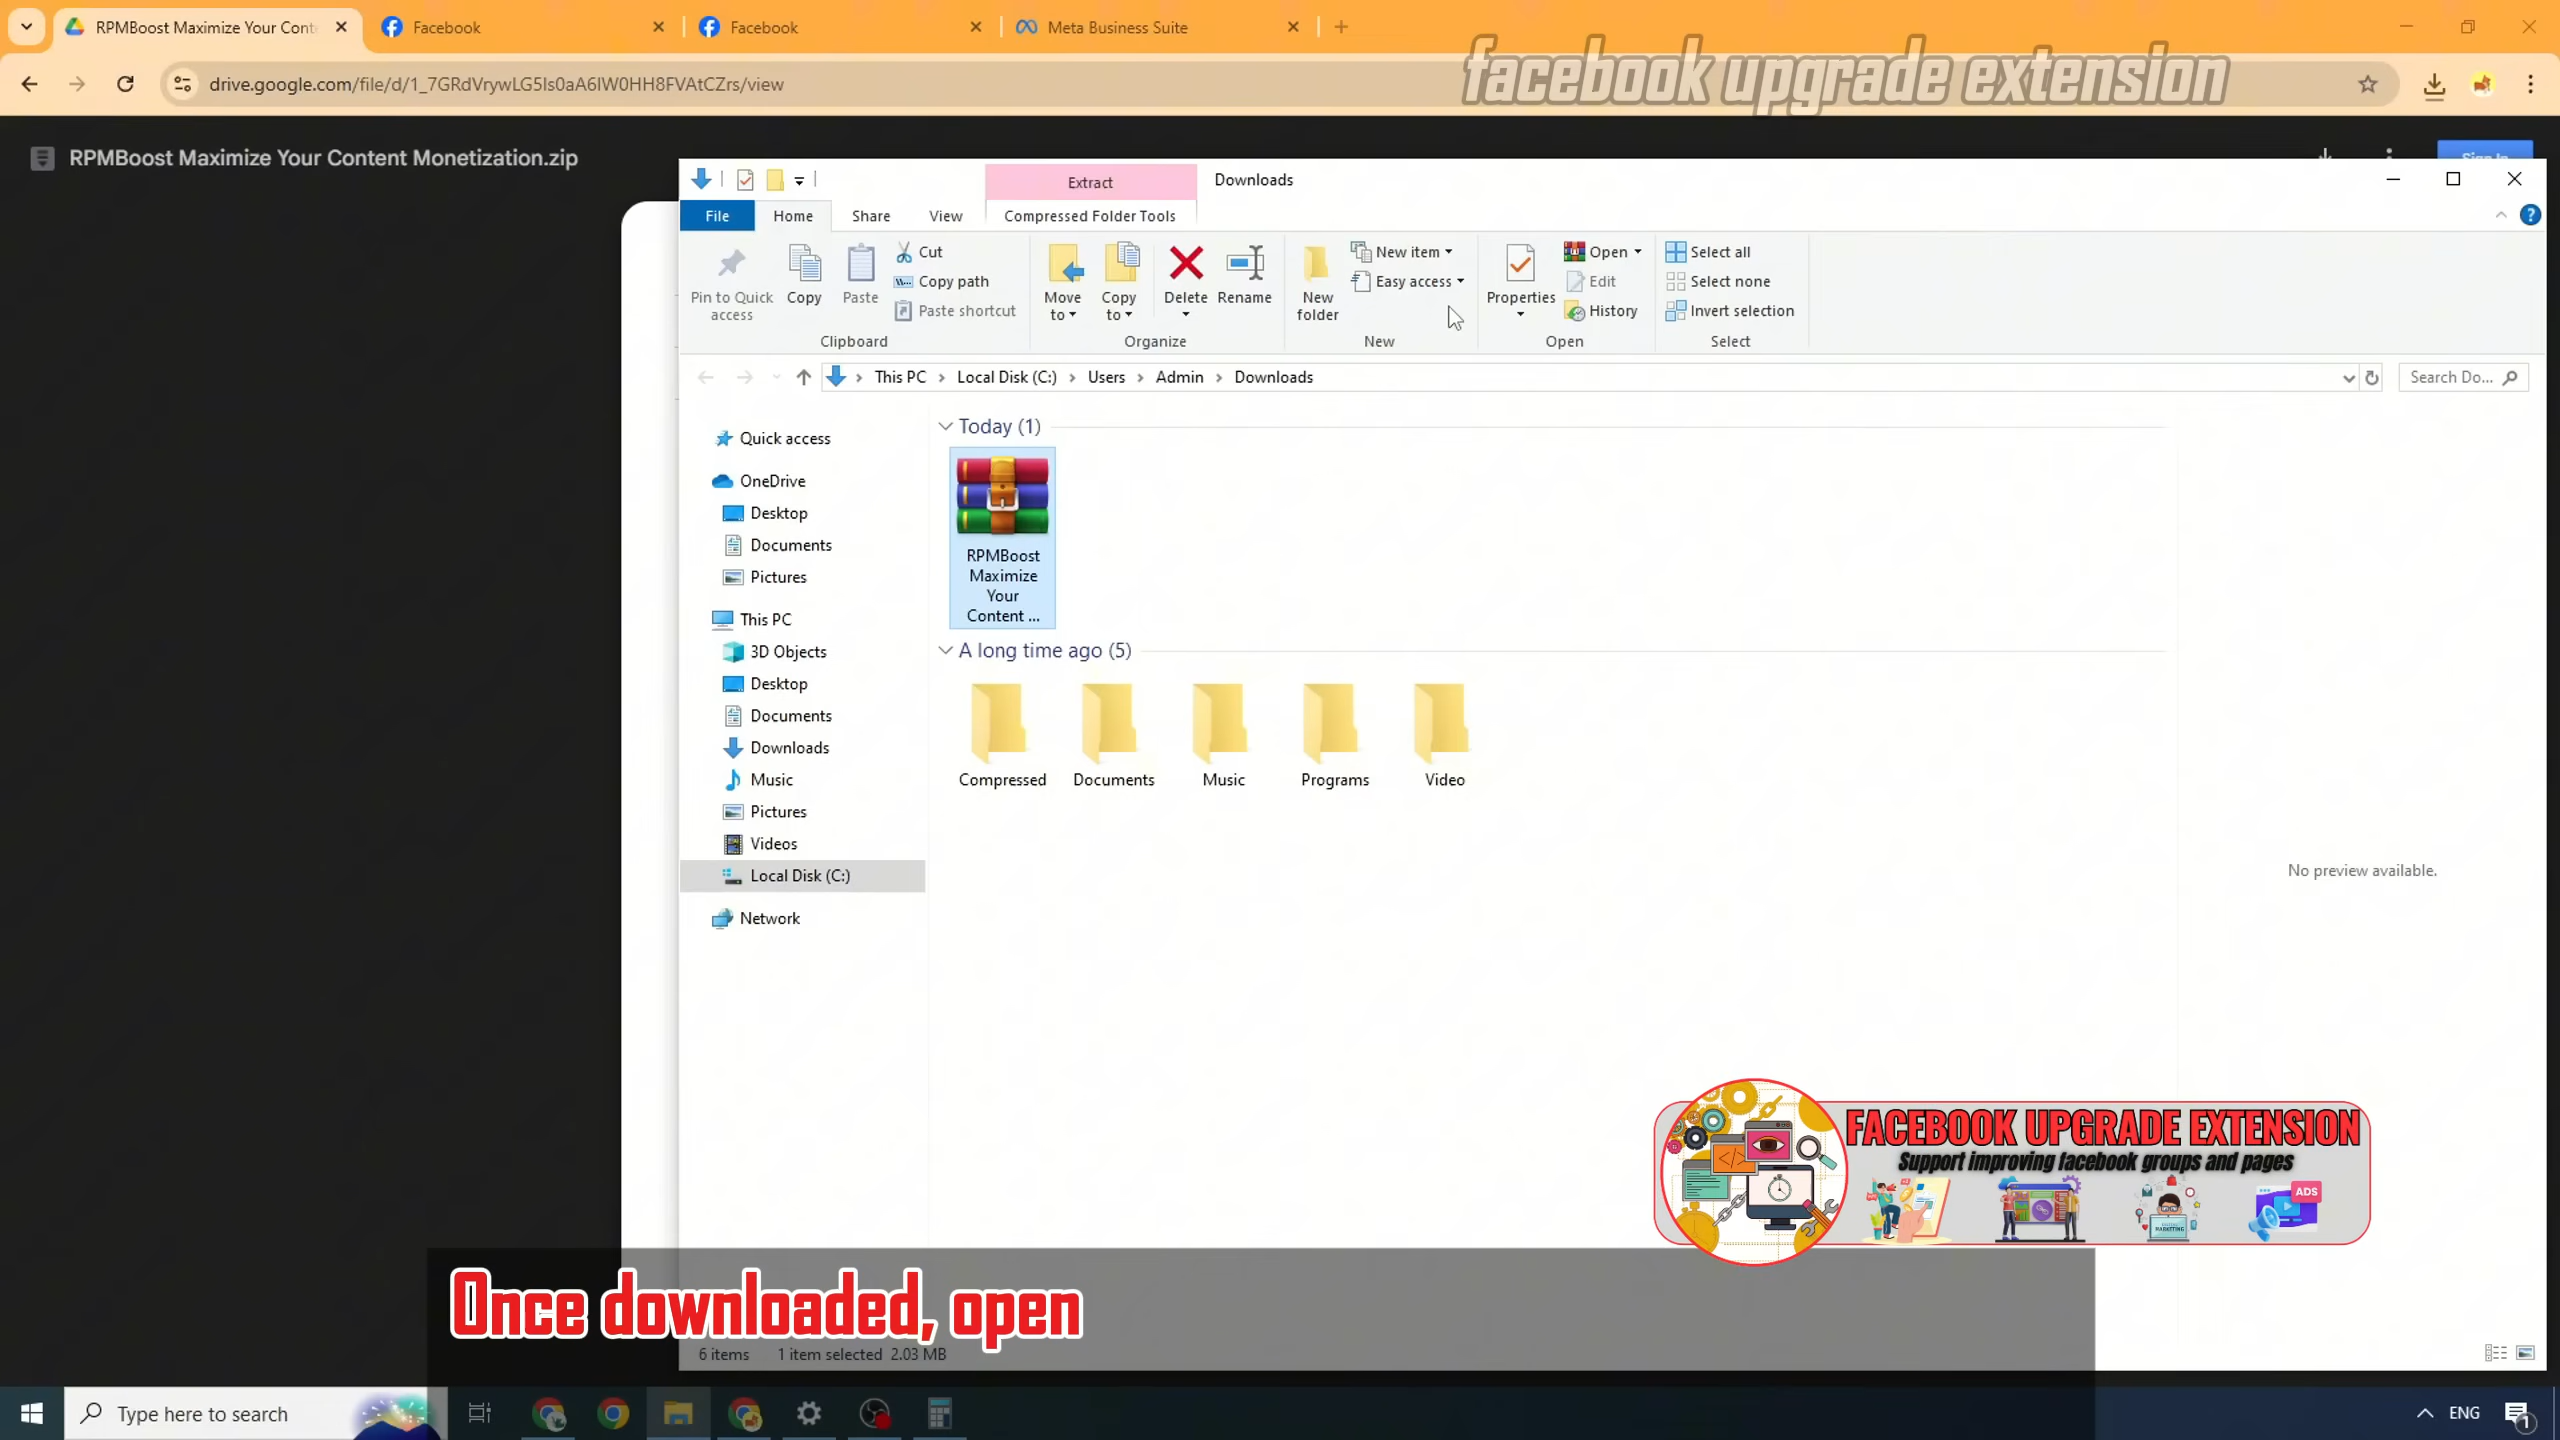 RPMBoost Maximize Your Cont
Facebook
Facebook
Meta Business Suite
drive.google.com/file/d/1_7GRdVrywLG5Is0aA6IW0HH8FVAtCZrs/view
facebook upgrade extension
RPMBoost Maximize Your Content Monetization.zip
Sign In
Extract
Downloads
File
Home
Share
View
Compressed Folder Tools
Pin to Quick access
Copy
Paste
Cut
Copy path
Paste shortcut
Move to
Copy to
Delete
Rename
New folder
New item
Easy access
Properties
Open
Edit
History
Select all
Select none
Invert selection
Clipboard
Organize
New
Open
Select
This PC
Local Disk (C:)
Users
Admin
Downloads
Search Do...
Quick access
OneDrive
Desktop
Documents
Pictures
This PC
3D Objects
Desktop
Documents
Downloads
Music
Pictures
Videos
Local Disk (C:)
Network
Today (1)
RPMBoost
Maximize
Your
Content ...
A long time ago (5)
Compressed
Documents
Music
Programs
Video
No preview available.
FACEBOOK UPGRADE EXTENSION
Support improving facebook groups and pages
ADS
MARKETING
Once downloaded, open
6 items
1 item selected 2.03 MB
Type here to search
ENG
1